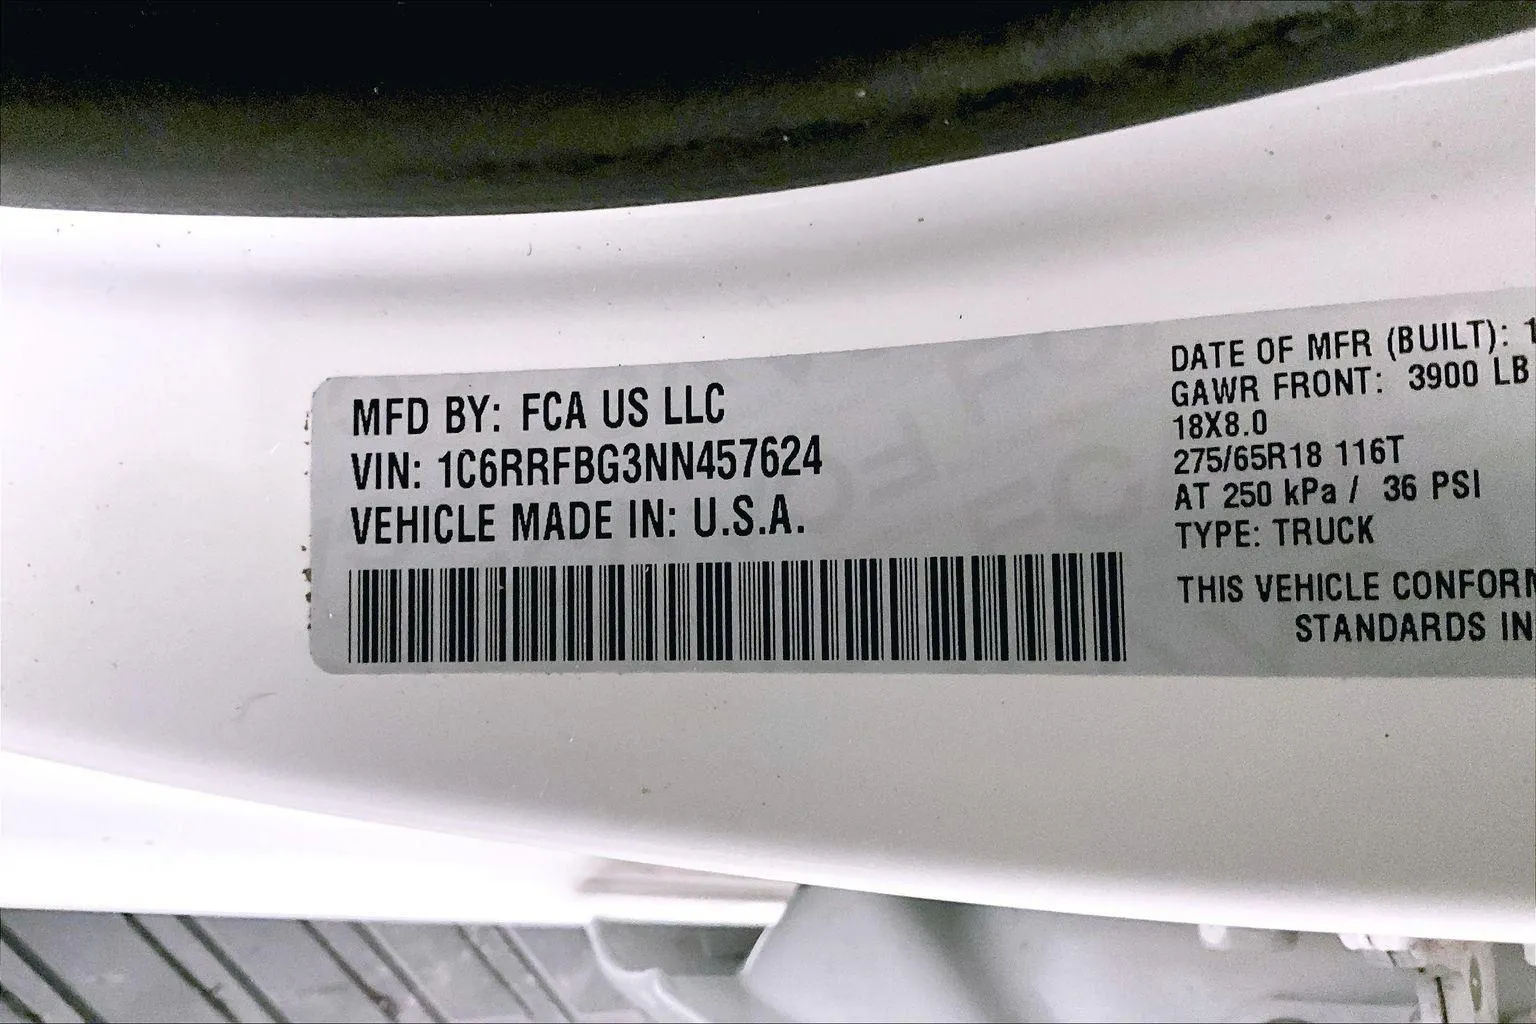 MFD BY: FCA US LLC
VIN: 1C6RRFBG3NN457624
VEHICLE MADE IN: U.S.A.
DATE OF MFR (BUILT): 1
GAWR FRONT: 3900 LB
18X8.0
275/65R18 116T
AT 250 kPa / 36 PSI
TYPE: TRUCK
THIS VEHICLE
STANDARDS IN